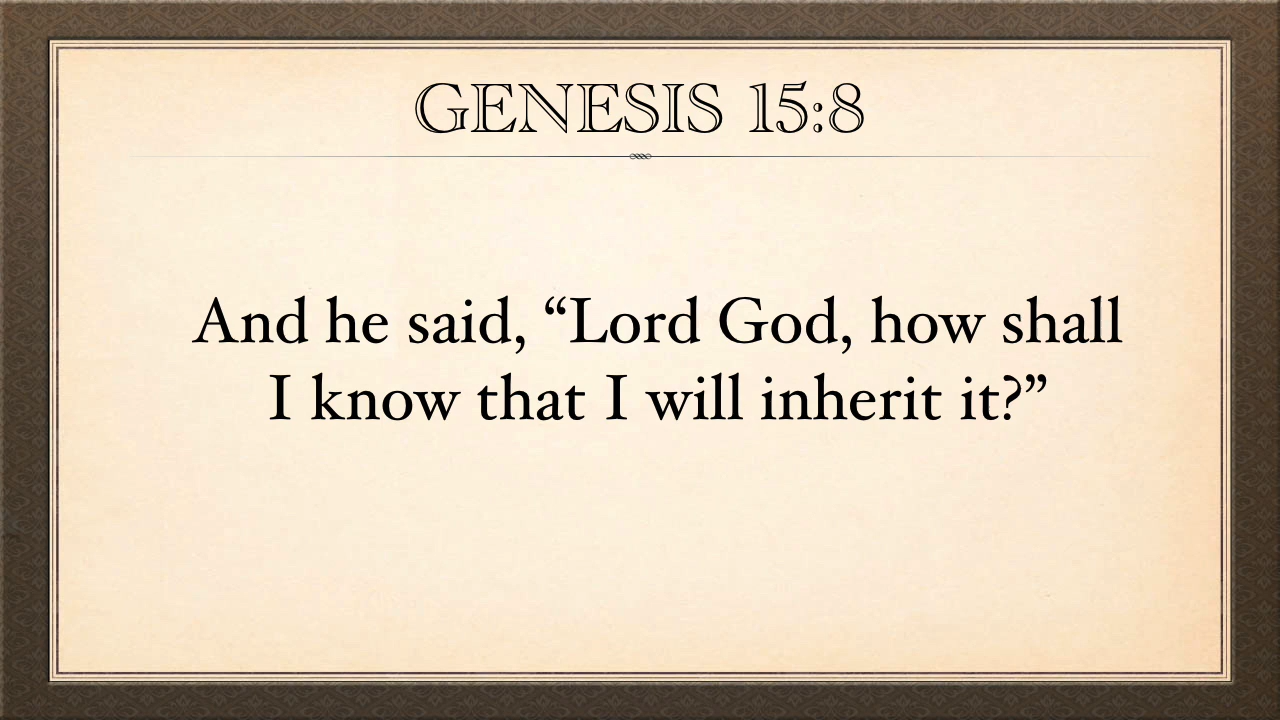 GENESIS 15:8
And he said, “Lord God, how shall
I know that I will inherit it?”